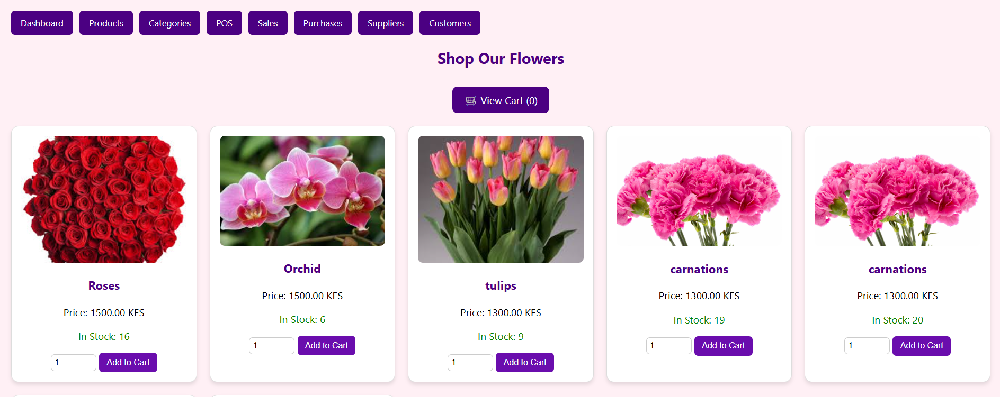 Dashboard Products Categories POS Sales Purchases Suppliers Customers
Shop Our Flowers
View Cart (0)
Roses
Price: 1500.00 KES
In Stock: 16
1 Add to Cart
Orchid
Price: 1500.00 KES
In Stock: 6
1 Add to Cart
tulips
Price: 1300.00 KES
In Stock: 9
1 Add to Cart
carnations
Price: 1300.00 KES
In Stock: 19
1 Add to Cart
carnations
Price: 1300.00 KES
In Stock: 20
1 Add to Cart